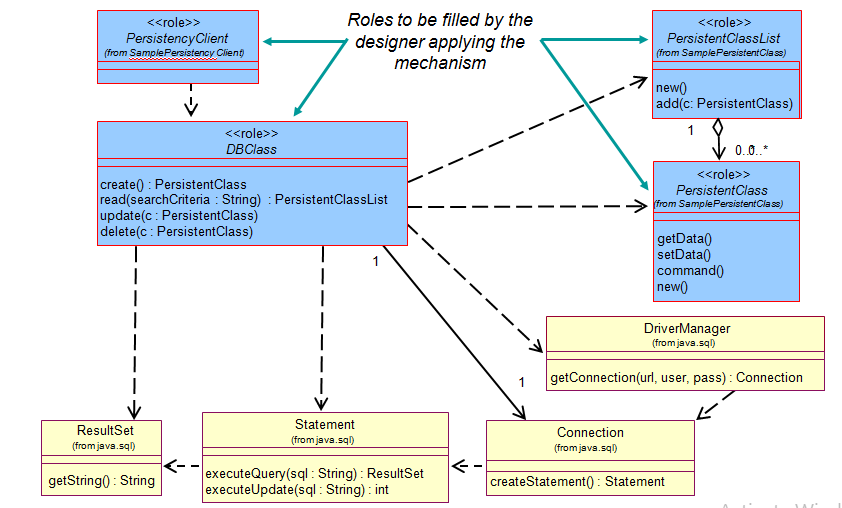 <<role>>
PersistencyClient
(from SamplePersistency Client)
Roles to be filled by the
designer applying the
mechanism
<<role>>
PersistentClassList
(from SamplePersistentClass)
new()
add(c: PersistentClass)
1
0..0..*
<<role>>
DBClass
create() : PersistentClass
read(searchCriteria : String) : PersistentClassList
update(c : PersistentClass)
delete(c : PersistentClass)
<<role>>
PersistentClass
(from SamplePersistentClass)
getData()
setData()
command()
new()
1
1
DriverManager
(from java.sql)
getConnection(url, user, pass) : Connection
ResultSet
(from java.sql)
getString() : String
Statement
(from java.sql)
executeQuery(sql : String) : ResultSet
executeUpdate(sql : String) : int
Connection
(from java.sql)
createStatement() : Statement